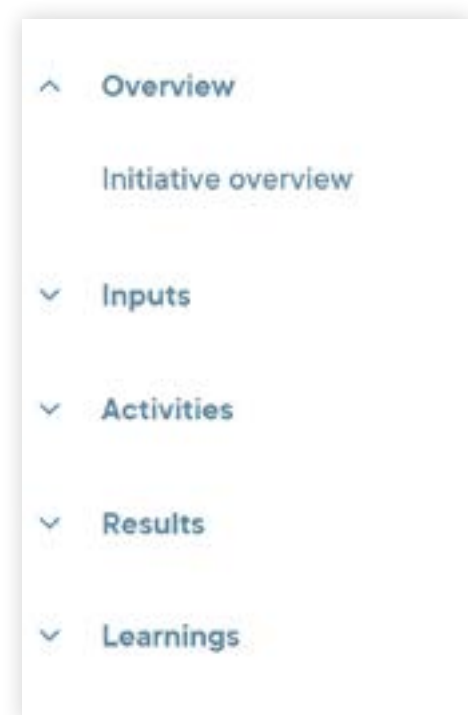 Overview
Initiative overview
Inputs
Activities
Results
Learnings